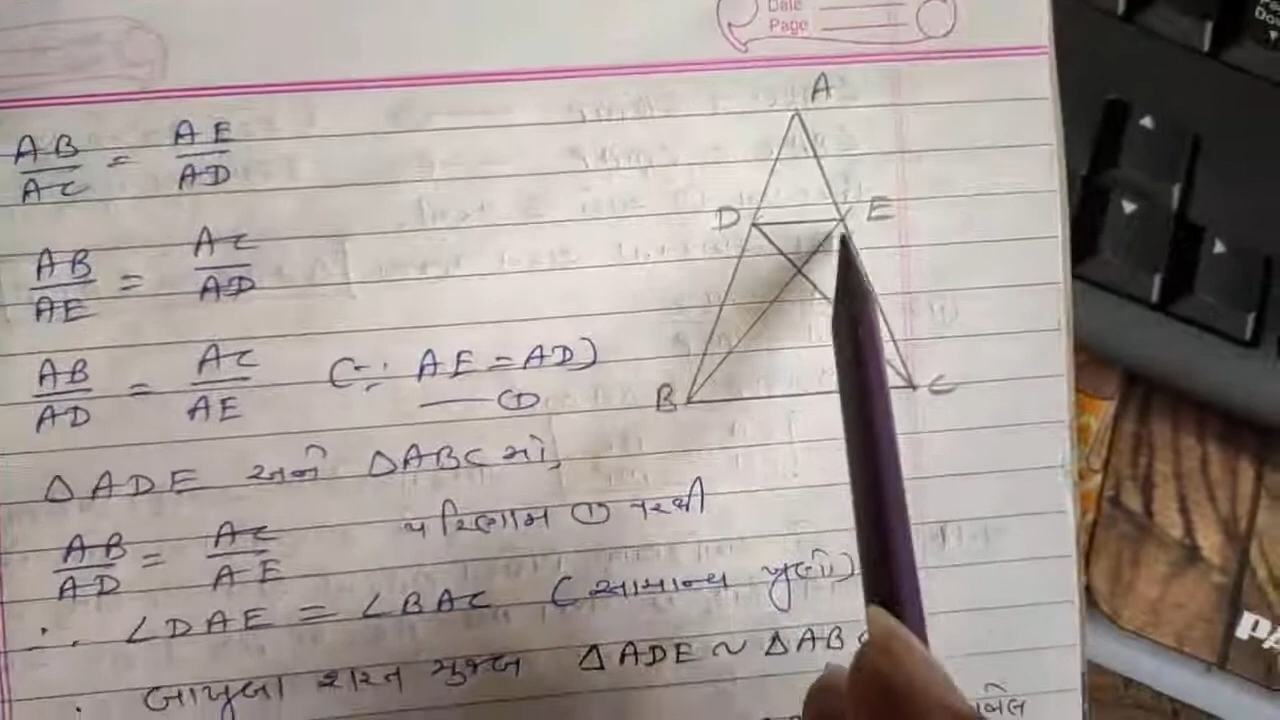 Date
Page
AB/AC = AE/AD
AB/AE = AC/AD
AB/AD = AC/AE (∵ AE = AD)
—— ①
A
D
E
B
C
△ADE અને △ABC માં,
AB/AD = AC/AE પરિણામ ① પરથી
∴ ∠DAE = ∠BAC (સામાન્ય ખૂણો)
∴ બાખૂબા શરત મુજબ △ADE ~ △ABC